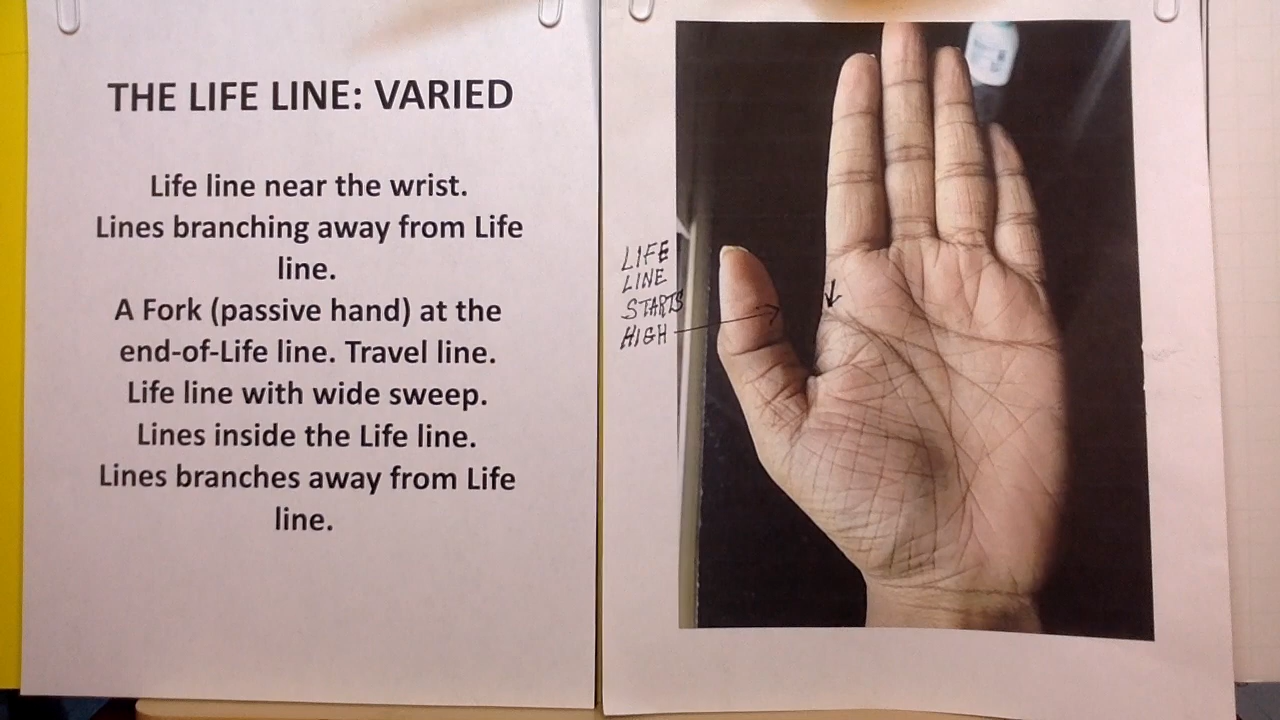 THE LIFE LINE: VARIED
Life line near the wrist.
Lines branching away from Life
line.
A Fork (passive hand) at the
end-of-Life line. Travel line.
Life line with wide sweep.
Lines inside the Life line.
Lines branches away from Life
line.
LIFE
LINE
STARTS
HIGH